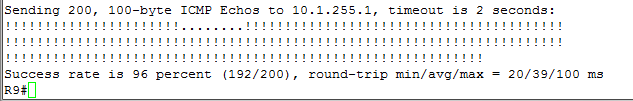 Sending 200, 100-byte ICMP Echos to 10.1.255.1, timeout is 2 seconds:
!!!!!!!!!!!!!!!!!!!!!!........!!!!!!!!!!!!!!!!!!!!!!!!!!!!!!!!!!!!!!!!
!!!!!!!!!!!!!!!!!!!!!!!!!!!!!!!!!!!!!!!!!!!!!!!!!!!!!!!!!!!!!!!!!!!!!!
!!!!!!!!!!!!!!!!!!!!!!!!!!!!!!!!!!!!!!!!!!!!!!!!!!!!!!!!!!!!
Success rate is 96 percent (192/200), round-trip min/avg/max = 20/39/100 ms
R9#